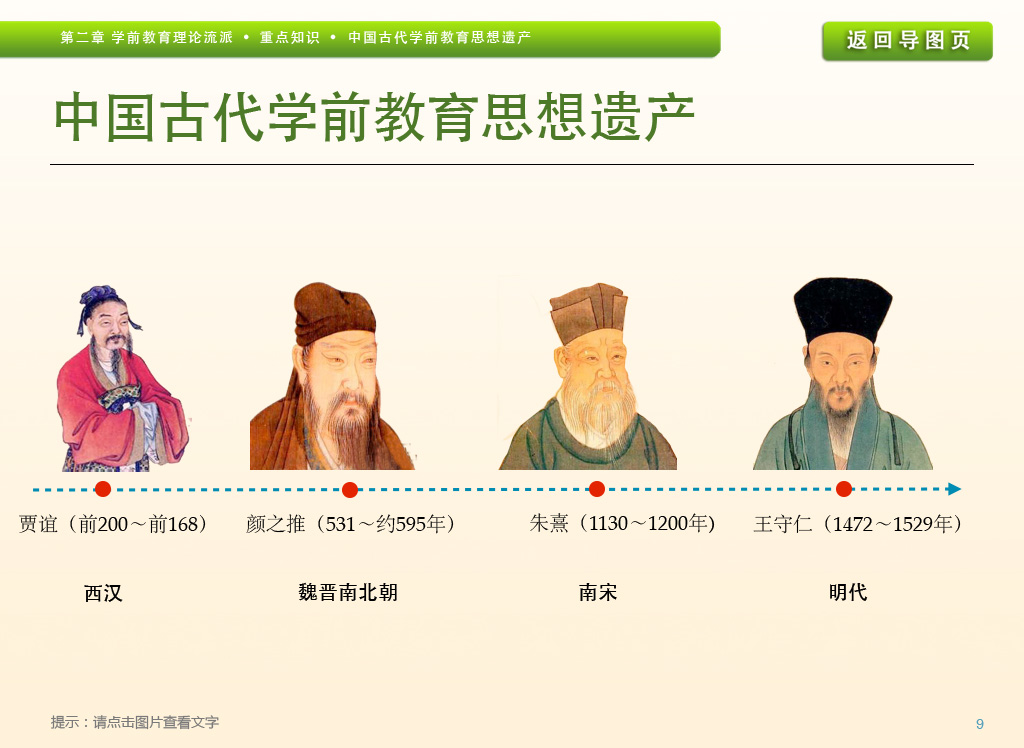 第二章 学前教育理论流派 • 重点知识 • 中国古代学前教育思想遗产
返回导图页
中国古代学前教育思想遗产
贾谊（前200～前168） 颜之推（531～约595年） 朱熹（1130～1200年) 王守仁（1472～1529年）
西汉 魏晋南北朝 南宋 明代
提示：请点击图片查看文字
9